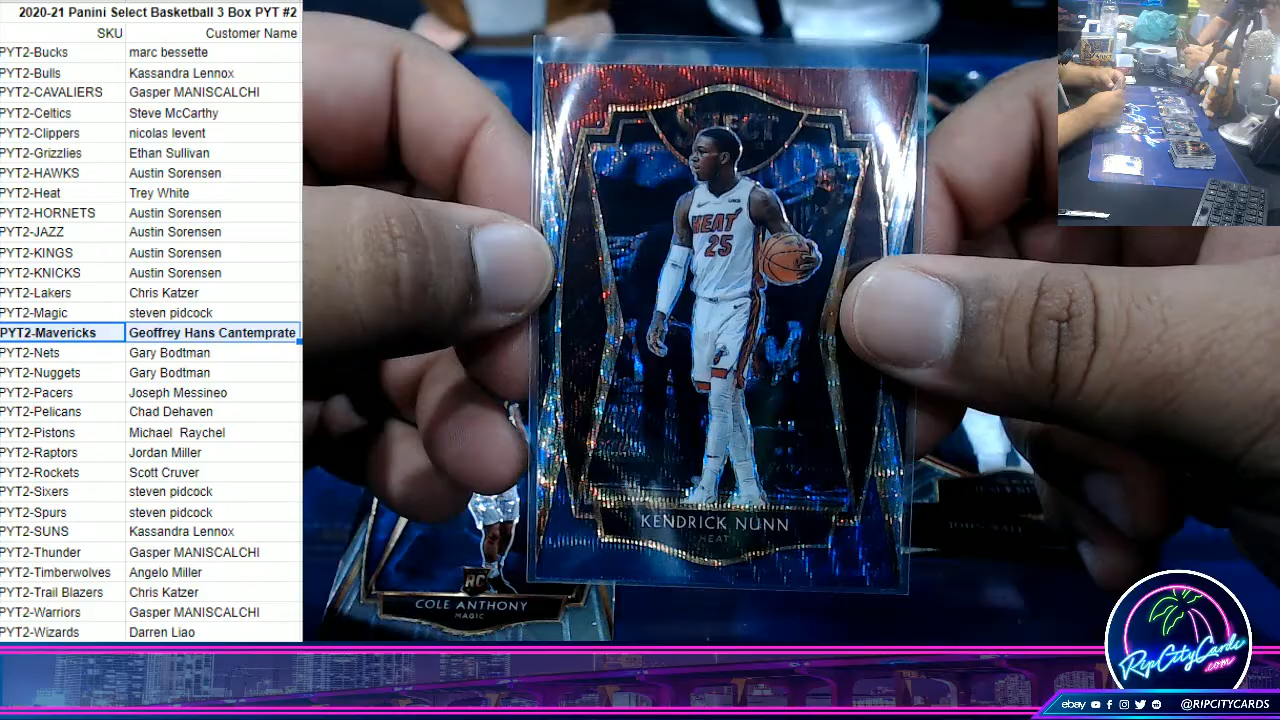 2020-21 Panini Select Basketball 3 Box PYT #2
SKU Customer Name
PYT2-Bucks marc bessette
PYT2-Bulls Kassandra Lennox
PYT2-CAVALIERS Gasper MANISCALCHI
PYT2-Celtics Steve McCarthy
PYT2-Clippers nicolas levent
PYT2-Grizzlies Ethan Sullivan
PYT2-HAWKS Austin Sorensen
PYT2-Heat Trey White
PYT2-HORNETS Austin Sorensen
PYT2-JAZZ Austin Sorensen
PYT2-KINGS Austin Sorensen
PYT2-KNICKS Austin Sorensen
PYT2-Lakers Chris Katzer
PYT2-Magic steven pidcock
PYT2-Mavericks Geoffrey Hans Cantemprate
PYT2-Nets Gary Bodtman
PYT2-Nuggets Gary Bodtman
PYT2-Pacers Joseph Messineo
PYT2-Pelicans Chad Dehaven
PYT2-Pistons Michael Raychel
PYT2-Raptors Jordan Miller
PYT2-Rockets Scott Cruver
PYT2-Sixers steven pidcock
PYT2-Spurs steven pidcock
PYT2-SUNS Kassandra Lennox
PYT2-Thunder Gasper MANISCALCHI
PYT2-Timberwolves Angelo Miller
PYT2-Trail Blazers Chris Katzer
PYT2-Warriors Gasper MANISCALCHI
PYT2-Wizards Darren Liao
SELECT
HEAT
25
KENDRICK NUNN
HEAT
RC
COLE ANTHONY
MAGIC
RipCityCards
.com
ebay @RIPCITYCARDS